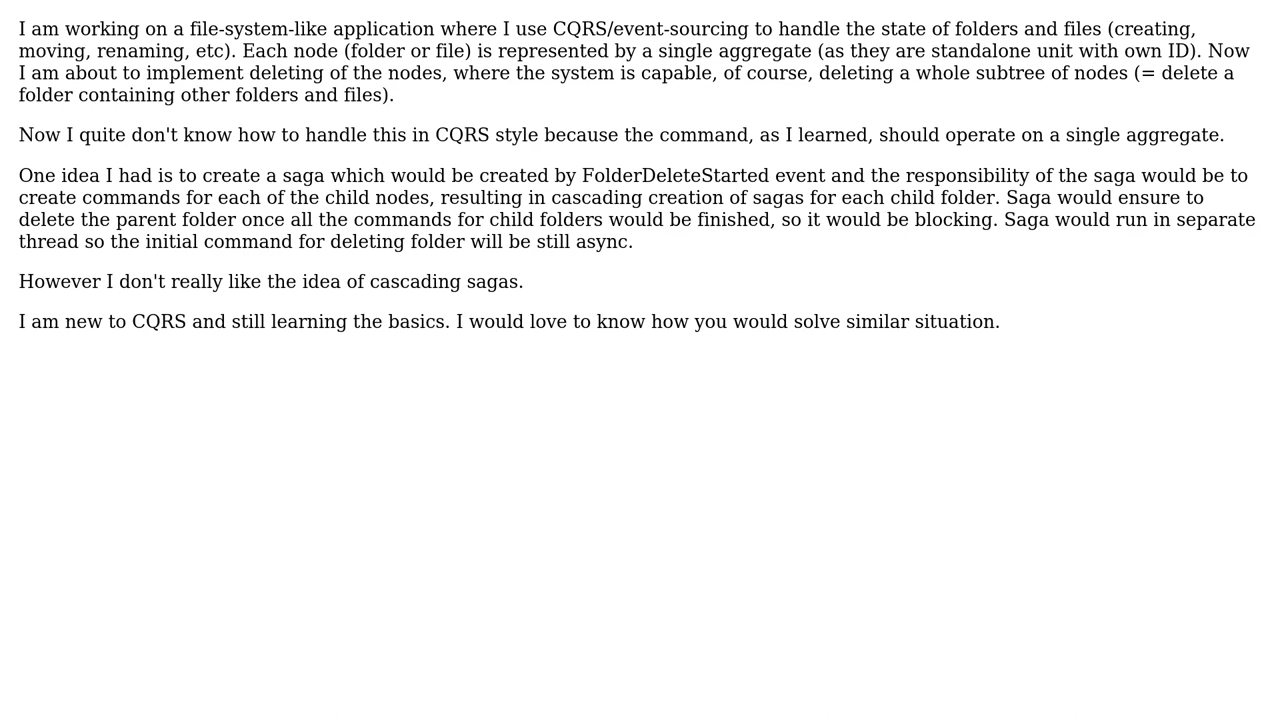 I am working on a file-system-like application where I use CQRS/event-sourcing to handle the state of folders and files (creating,
moving, renaming, etc). Each node (folder or file) is represented by a single aggregate (as they are standalone unit with own ID). Now
I am about to implement deleting of the nodes, where the system is capable, of course, deleting a whole subtree of nodes (= delete a
folder containing other folders and files).
Now I quite don't know how to handle this in CQRS style because the command, as I learned, should operate on a single aggregate.
One idea I had is to create a saga which would be created by FolderDeleteStarted event and the responsibility of the saga would be to
create commands for each of the child nodes, resulting in cascading creation of sagas for each child folder. Saga would ensure to
delete the parent folder once all the commands for child folders would be finished, so it would be blocking. Saga would run in separate
thread so the initial command for deleting folder will be still async.
However I don't really like the idea of cascading sagas.
I am new to CQRS and still learning the basics. I would love to know how you would solve similar situation.